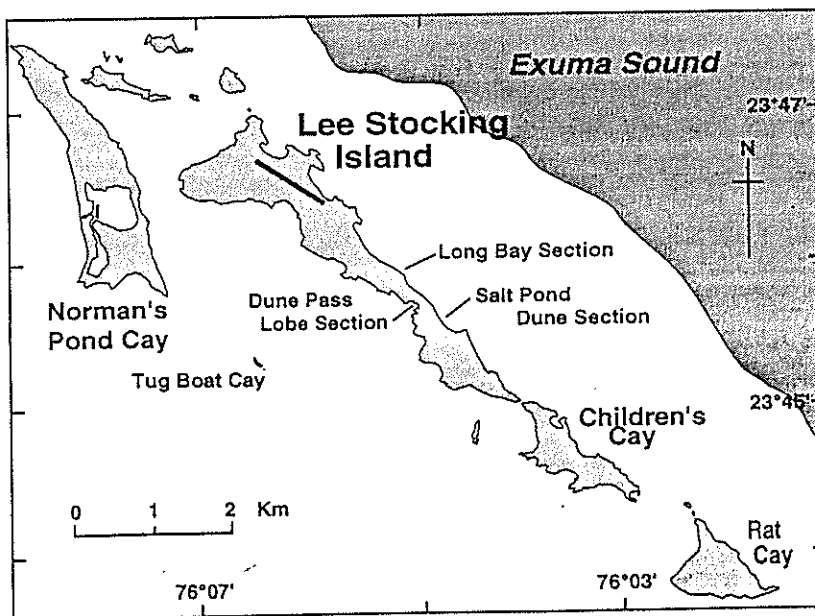 Exuma Sound
23°47'
Lee Stocking
Island
N
Long Bay Section
Dune Pass
Lobe Section
Salt Pond
Dune Section
Norman's
Pond Cay
Tug Boat Cay
23°45'
Children's
Cay
0 1 2 Km
Rat
Cay
76°07'
76°03'